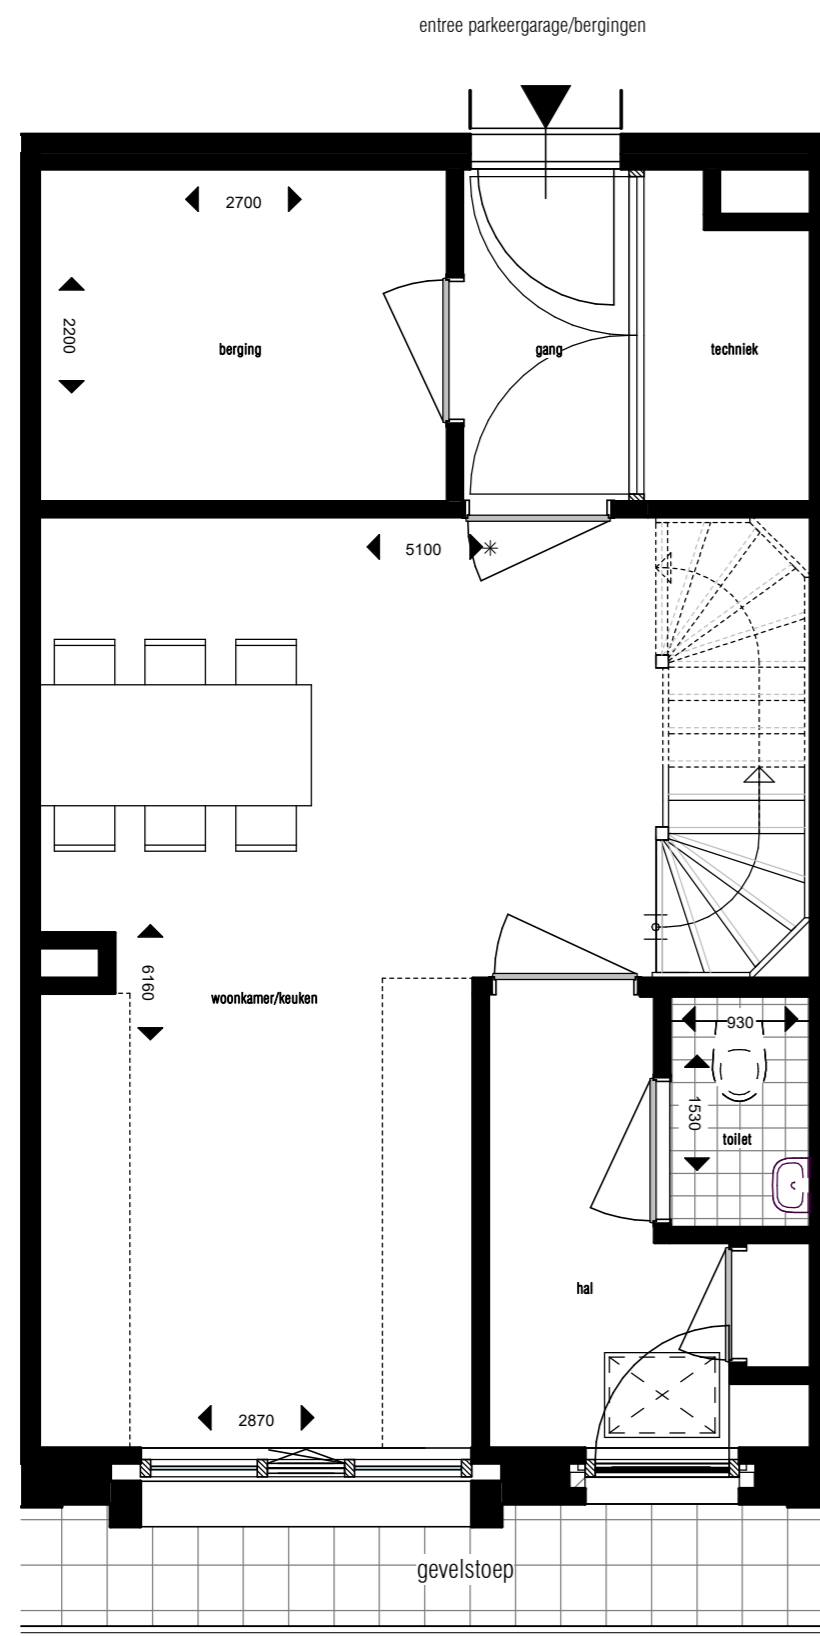 entree parkeergarage/bergingen
2700
2200
berging
gang
techniek
5100
6160
woonkamer/keuken
930
1530
toilet
hal
2870
gevelstoep